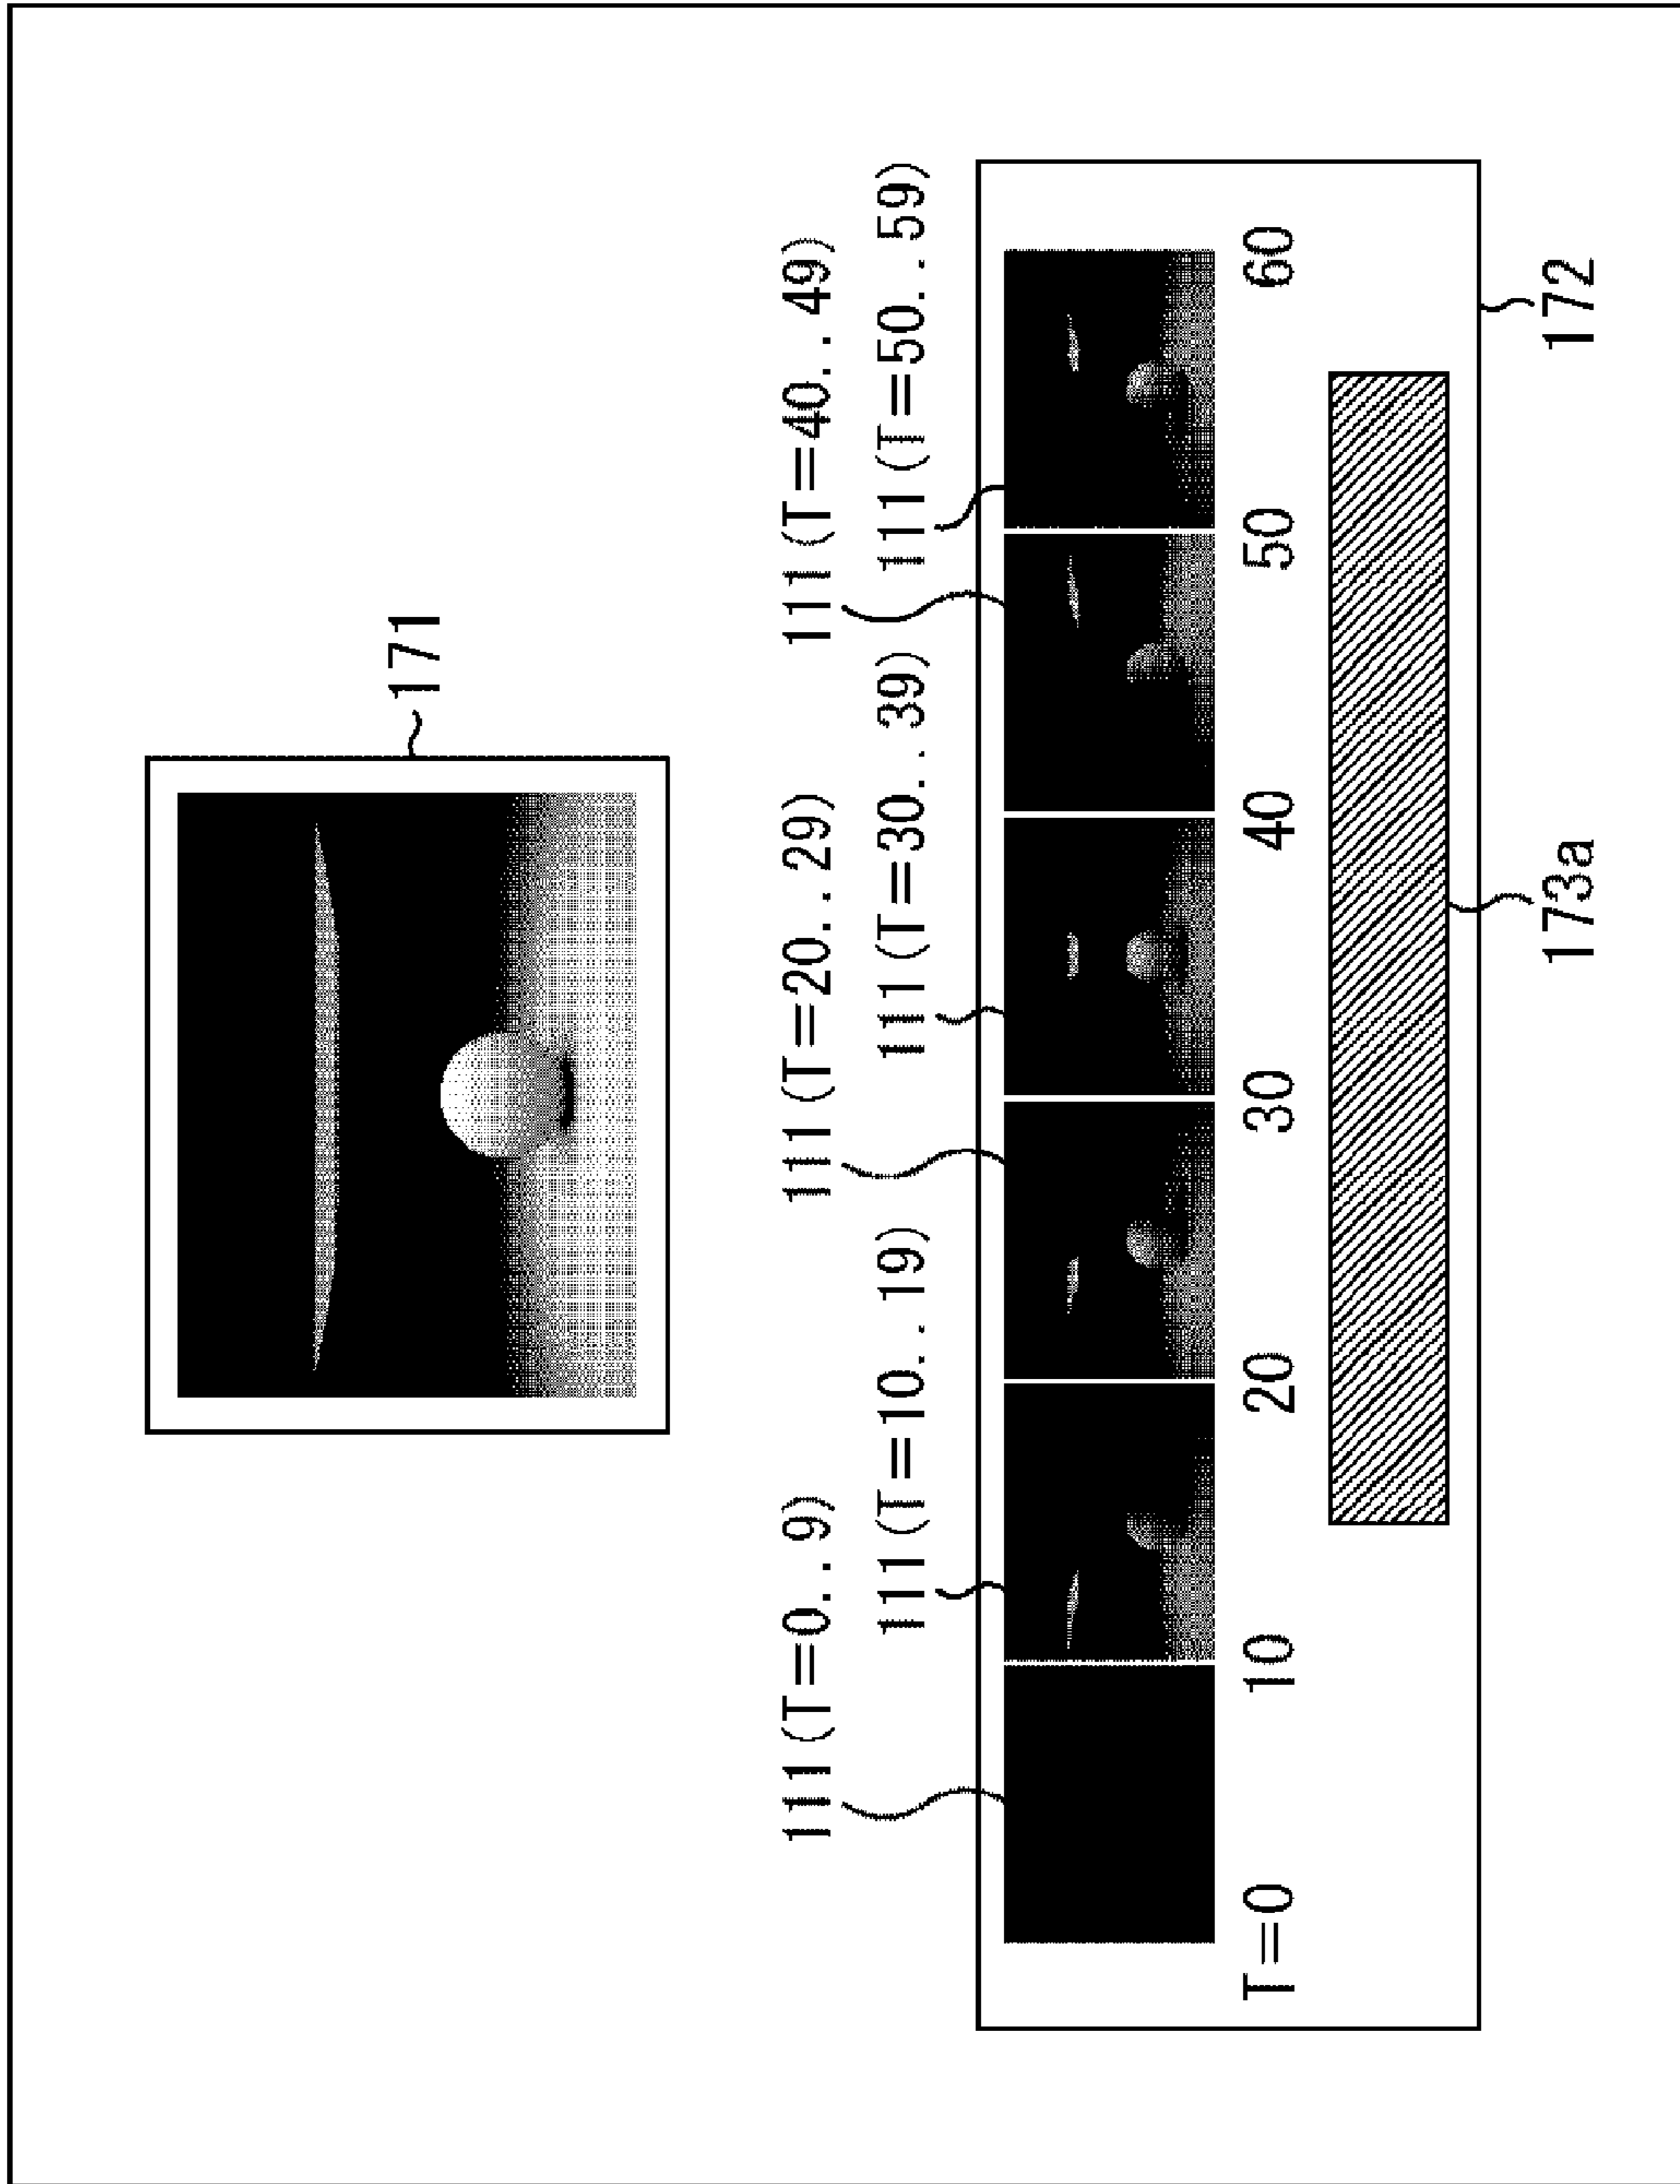 171
111(T=0..9)
111(T=20..29)
111(T=40..49)
111(T=10..19)
111(T=30..39)
111(T=50..59)
T=0
10
20
30
40
50
60
173a
172